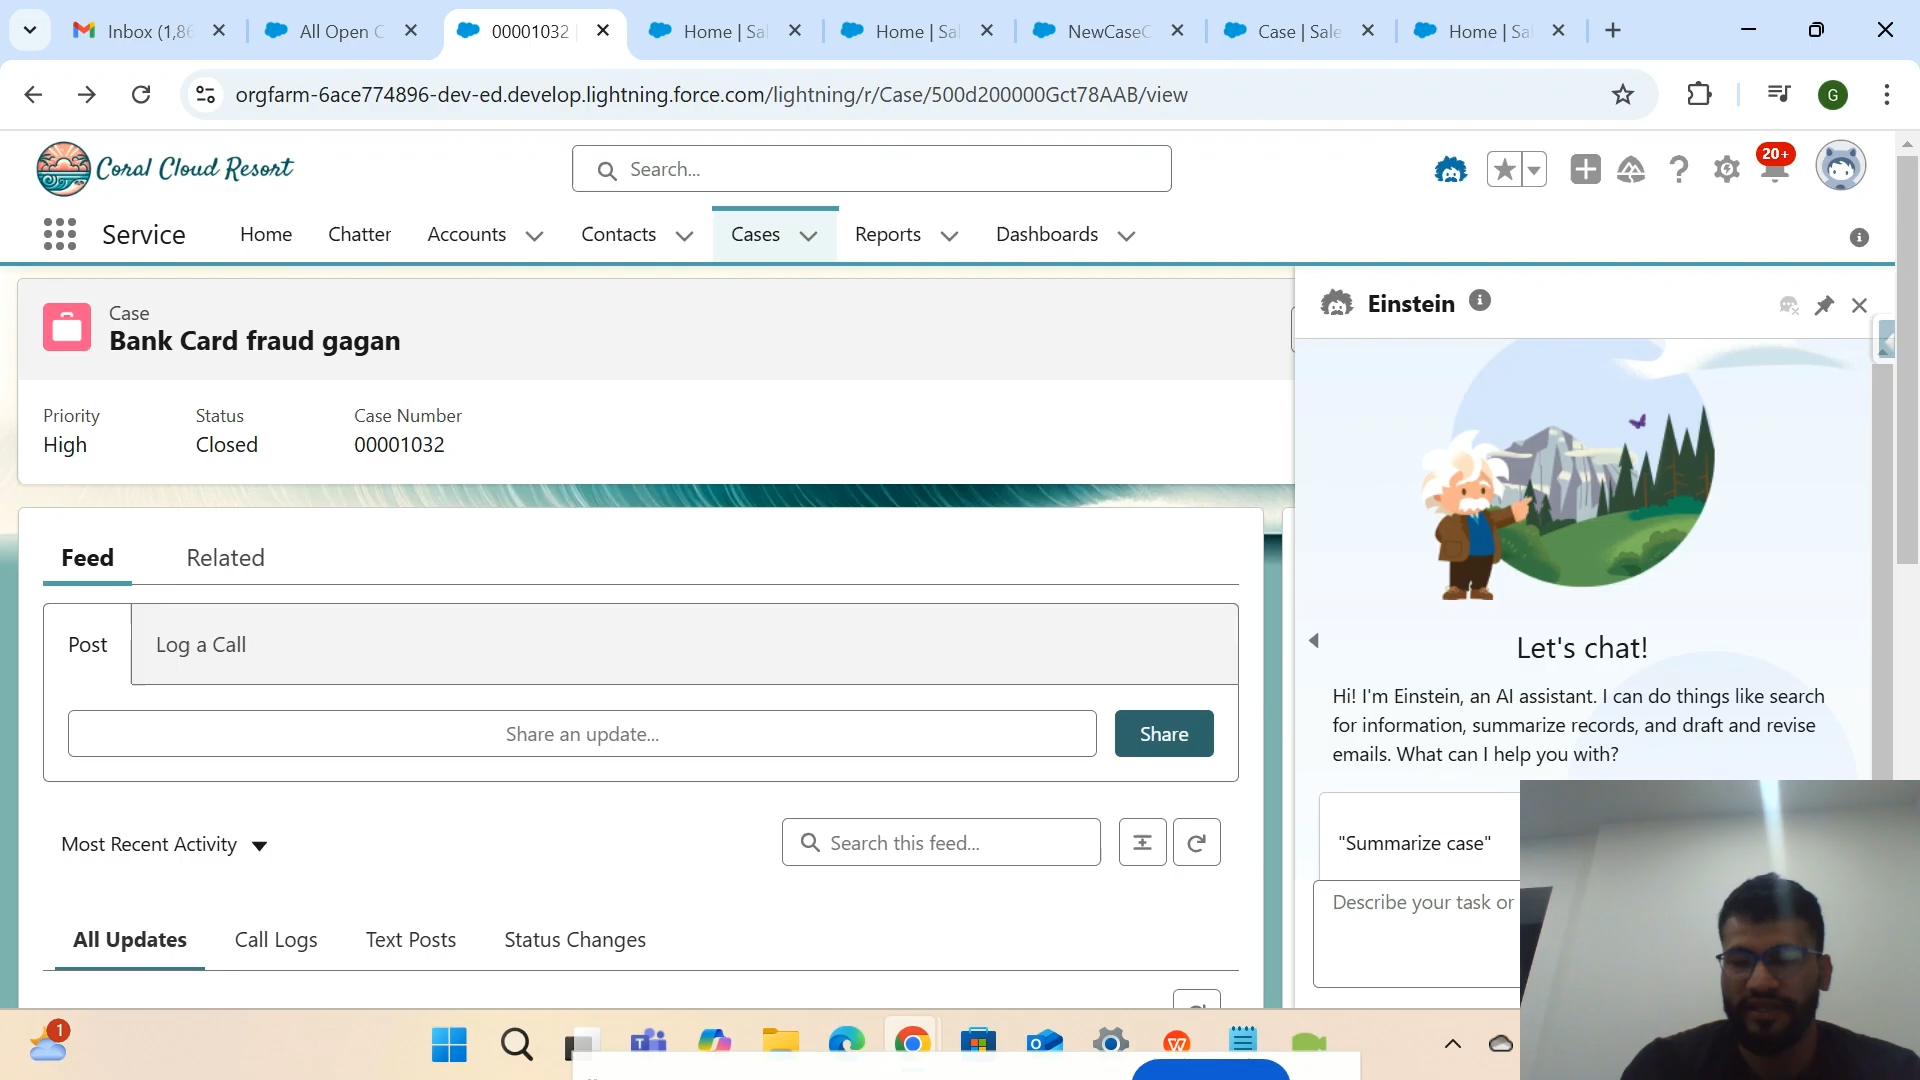 Inbox (1,8
All Open C
00001032
Home | Sal
Home | Sal
NewCaseC
Case | Sale
Home | Sal
orgfarm-6ace774896-dev-ed.develop.lightning.force.com/lightning/r/Case/500d200000Gct78AAB/view
G
Coral Cloud Resort
Search...
20+
Service
Home
Chatter
Accounts
Contacts
Cases
Reports
Dashboards
Case
Bank Card fraud gagan
Priority
Status
Case Number
High
Closed
00001032
Feed
Related
Post
Log a Call
Share an update...
Share
Most Recent Activity
Search this feed...
All Updates
Call Logs
Text Posts
Status Changes
Einstein
Let's chat!
Hi! I'm Einstein, an AI assistant. I can do things like search
for information, summarize records, and draft and revise
emails. What can I help you with?
"Summarize case"
Describe your task or
1